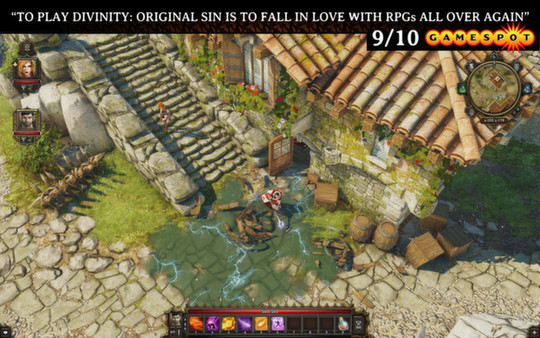 “TO PLAY DIVINITY: ORIGINAL SIN IS TO FALL IN LOVE WITH RPGs ALL OVER AGAIN”
9/10 GAMESPOT